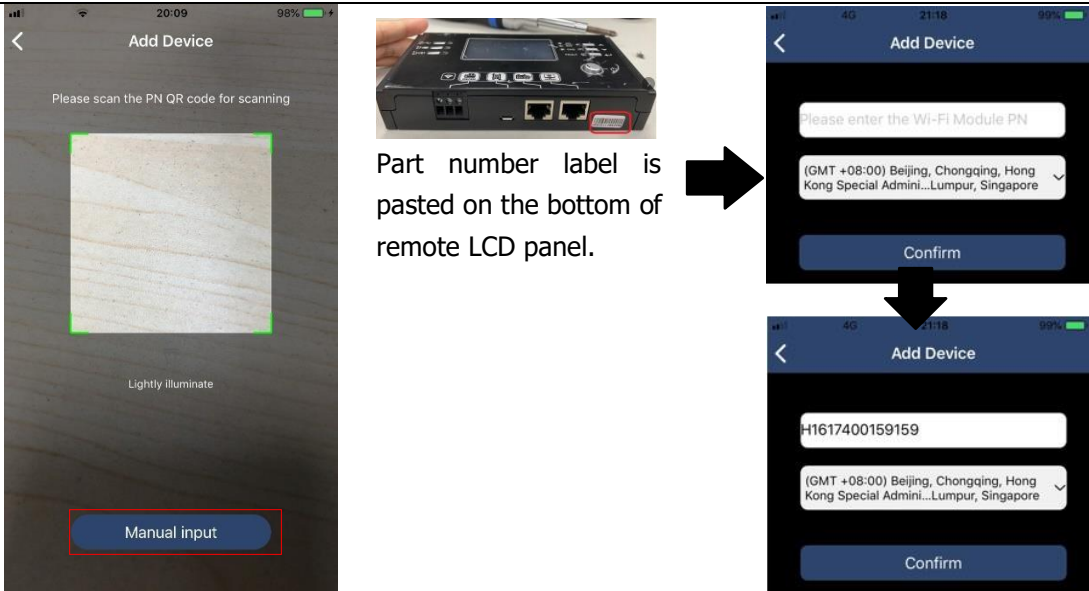 20:09
98%
Add Device
Please scan the PN QR code for scanning
Lightly illuminate
Manual input
Part number label is
pasted on the bottom of
remote LCD panel.
4G 21:18 99%
Add Device
Please enter the Wi-Fi Module PN
(GMT +08:00) Beijing, Chongqing, Hong
Kong Special Admini...Lumpur, Singapore
Confirm
4G 21:18 99%
Add Device
H1617400159159
(GMT +08:00) Beijing, Chongqing, Hong
Kong Special Admini...Lumpur, Singapore
Confirm